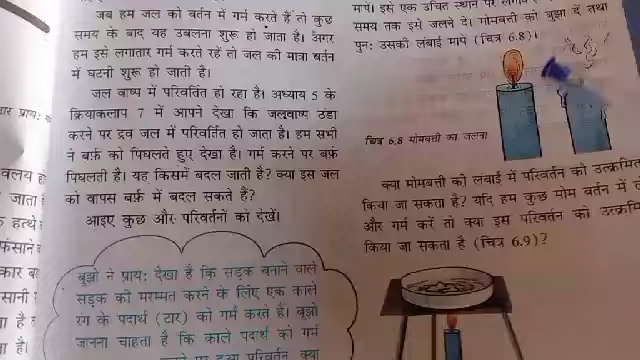 जब हम जल को बर्तन में गर्म करते हैं तो कुछ
समय के बाद यह उबलना शुरू हो जाता है। अगर
हम इसे लगातार गर्म करते रहें तो जल की मात्रा बर्तन
में घटनी शुरू हो जाती है।
जल वाष्प में परिवर्तित हो रहा है। अध्याय 5 के
क्रियाकलाप 7 में आपने देखा कि जलवाष्प ठंडा
करने पर द्रव जल में परिवर्तित हो जाता है। हम सभी
ने बर्फ़ को पिघलते हुए देखा है। गर्म करने पर बर्फ़
पिघलती है। यह किसमें बदल जाती है? क्या इस जल
को वापस बर्फ़ में बदल सकते हैं?
आइए कुछ और परिवर्तनों को देखें।
बूझो ने प्राय: देखा है कि सड़क बनाने वाले
सड़क की मरम्मत करने के लिए एक काले
रंग के पदार्थ (टार) को गर्म करते हैं। बूझो
जानना चाहता है कि काले पदार्थ को गर्म
हुआ परिवर्तन क्या
मापें। इसे एक उचित स्थान पर
समय तक इसे जलने दें। मोमबत्ती को बुझा दें तथा
पुन: उसकी लंबाई मापें (चित्र 6.8)।
चित्र 6.8 मोमबत्ती का जलना
क्या मोमबत्ती की लंबाई में परिवर्तन को उत्क्रमित
किया जा सकता है? यदि हम कुछ मोम बर्तन में
और गर्म करें तो क्या इस परिवर्तन को
किया जा सकता है (चित्र 6.9)?